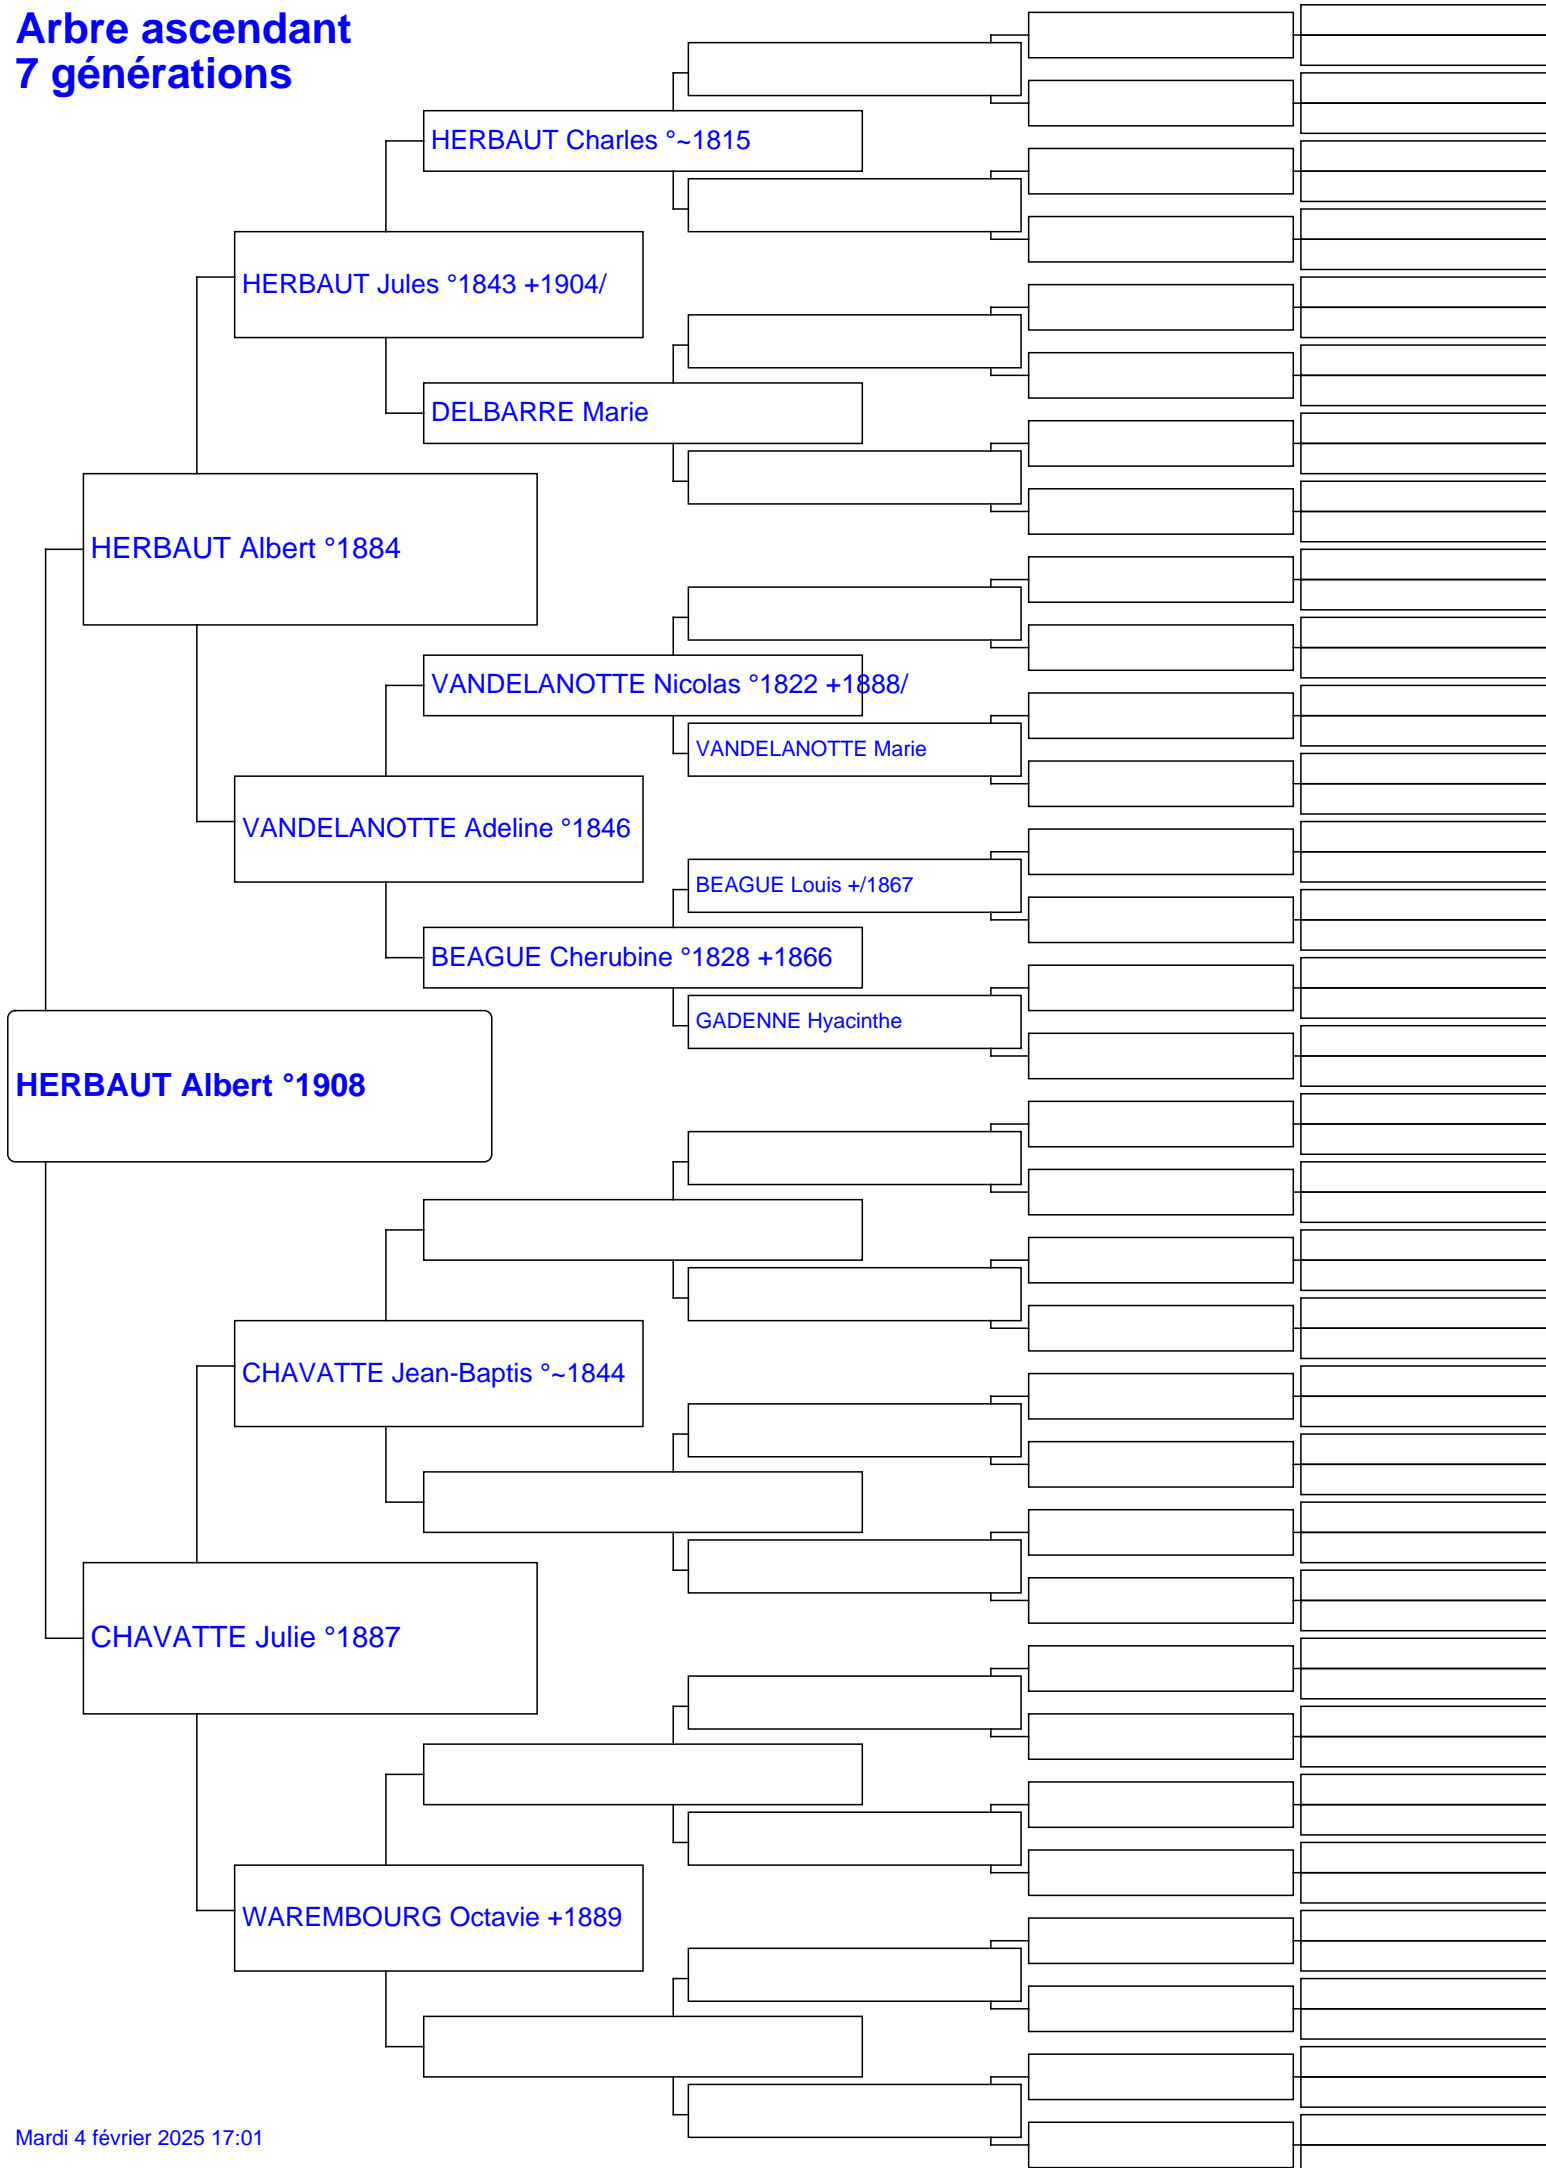 Arbre ascendant
7 générations
HERBAUT Charles °~1815
HERBAUT Jules °1843 +1904/
DELBARRE Marie
HERBAUT Albert °1884
VANDELANOTTE Nicolas °1822 +1888/
VANDELANOTTE Marie
VANDELANOTTE Adeline °1846
BEAGUE Louis +/1867
BEAGUE Cherubine °1828 +1866
GADENNE Hyacinthe
HERBAUT Albert °1908
CHAVATTE Jean-Baptis °~1844
CHAVATTE Julie °1887
WAREMBOURG Octavie +1889
Mardi 4 février 2025 17:01